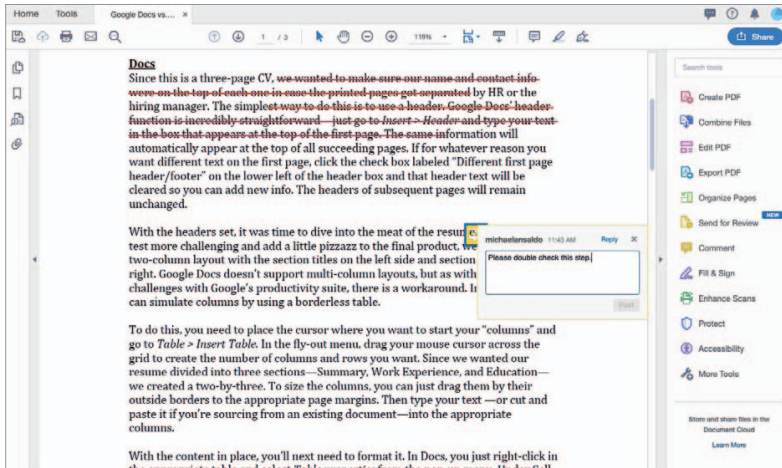 Home Tools Google Docs vs.... ×
1 / 3 118% Share
Docs
Since this is a three-page CV, we wanted to make sure our name and contact info
were on the top of each one in case the printed pages got separated by HR or the
hiring manager. The simplest way to do this is to use a header. Google Docs' header
function is incredibly straightforward—just go to Insert > Header and type your text
in the box that appears at the top of the first page. The same information will
automatically appear at the top of all succeeding pages. If for whatever reason you
want different text on the first page, click the check box labeled "Different first page
header/footer" on the lower left of the header box and that header text will be
cleared so you can add new info. The headers of subsequent pages will remain
unchanged.
With the headers set, it was time to dive into the meat of the resum
test more challenging and add a little pizzazz to the final product, we
two-column layout with the section titles on the left side and section
right. Google Docs doesn't support multi-column layouts, but as with
challenges with Google's productivity suite, there is a workaround. In
can simulate columns by using a borderless table.
To do this, you need to place the cursor where you want to start your "columns" and
go to Table > Insert Table. In the fly-out menu, drag your mouse cursor across the
grid to create the number of columns and rows you want. Since we wanted our
resume divided into three sections—Summary, Work Experience, and Education—
we created a two-by-three. To size the columns, you can just drag them by their
outside borders to the appropriate page margins. Then type your text —or cut and
paste it if you're sourcing from an existing document—into the appropriate
columns.
With the content in place, you'll next need to format it. In Docs, you just right-click in
michaelansaldo 11:43 AM Reply ×
Please double check this step.
Post
Search tools
Create PDF
Combine Files
Edit PDF
Export PDF
Organize Pages
Send for Review NEW
Comment
Fill & Sign
Enhance Scans
Protect
Accessibility
More Tools
Store and share files in the
Document Cloud
Learn More